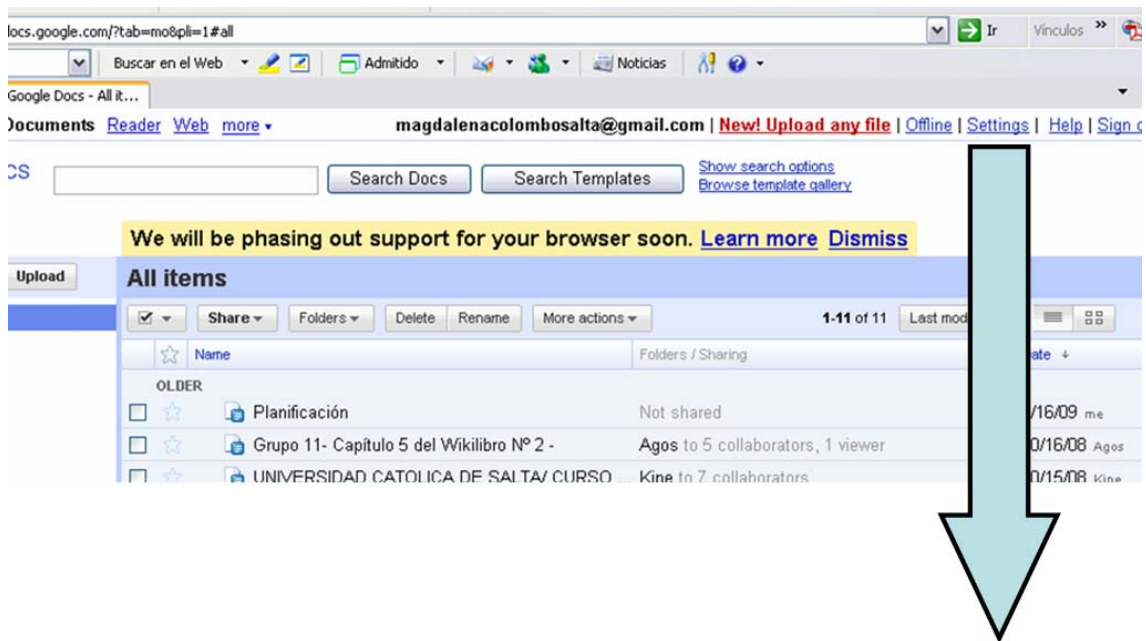 docs.google.com/?tab=mo&pli=1#all Ir Vínculos »
Buscar en el Web Admitido Noticias
Google Docs - All it...
Documents Reader Web more magdalenacolombosalta@gmail.com | New! Upload any file | Offline | Settings | Help | Sign o
cs Search Docs Search Templates Show search options
Browse template gallery
We will be phasing out support for your browser soon. Learn more Dismiss
Upload All items
Share Folders Delete Rename More actions 1-11 of 11 Last mod
Name Folders / Sharing ate
OLDER
Planificación Not shared /16/09 me
Grupo 11- Capítulo 5 del Wikilibro Nº 2 - Agos to 5 collaborators, 1 viewer 0/16/08 Agos
UNIVERSIDAD CATOLICA DE SALTA/ CURSO ... Kine to 7 collaborators 0/15/08 Kine